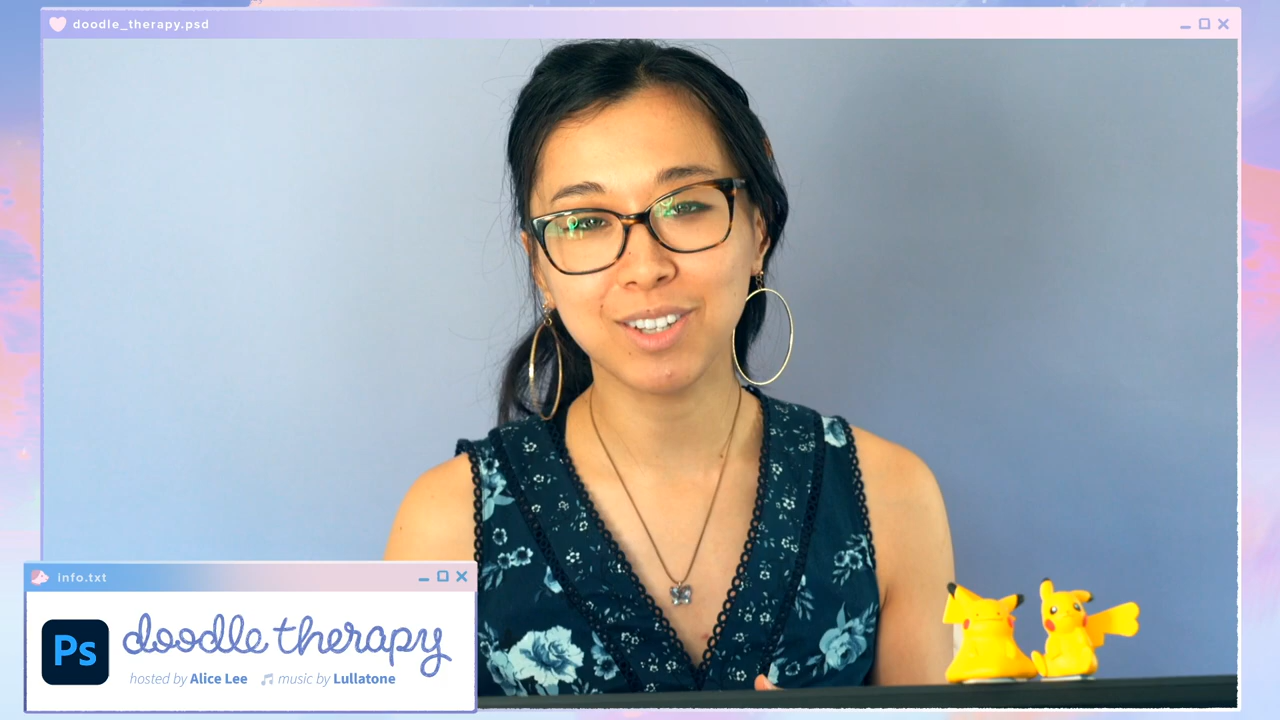 doodle_therapy.psd
info.txt
Ps
doodle therapy
hosted by Alice Lee music by Lullatone